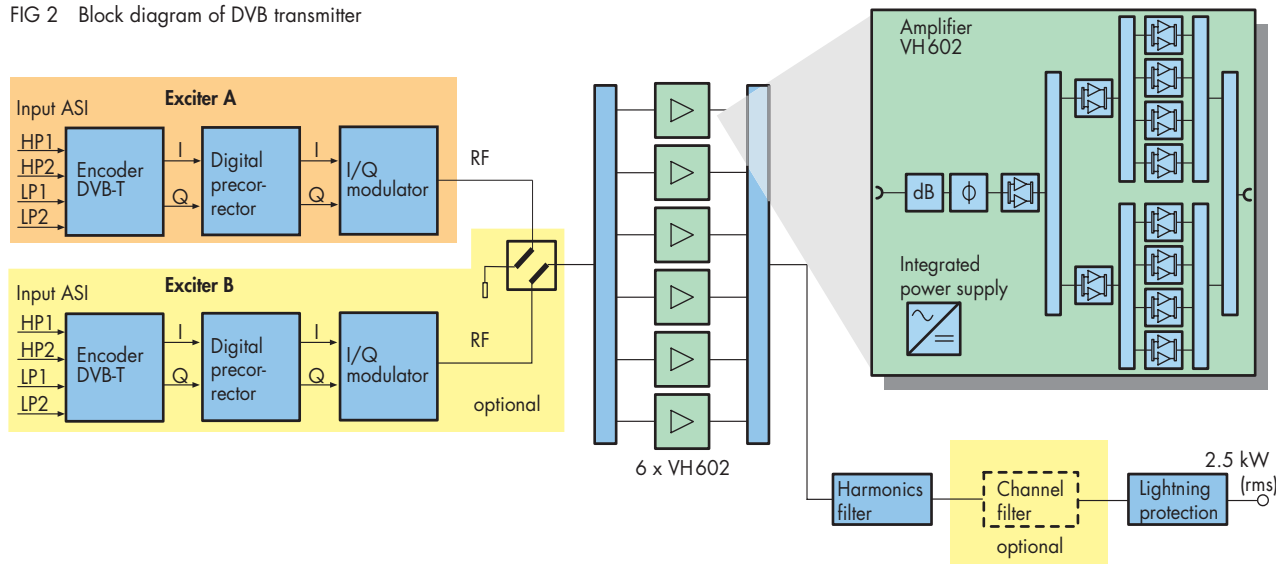 FIG 2 Block diagram of DVB transmitter
Exciter A
Input ASI
HP1
HP2
LP1
LP2
Encoder
DVB-T
I
Q
Digital
precor-
rector
I
Q
I/Q
modulator
RF
Exciter B
Input ASI
HP1
HP2
LP1
LP2
Encoder
DVB-T
I
Q
Digital
precor-
rector
I
Q
I/Q
modulator
RF
optional
6 x VH602
Amplifier
VH602
dB
ϕ
Integrated
power supply
Harmonics
filter
Channel
filter
optional
Lightning
protection
2.5 kW
(rms)